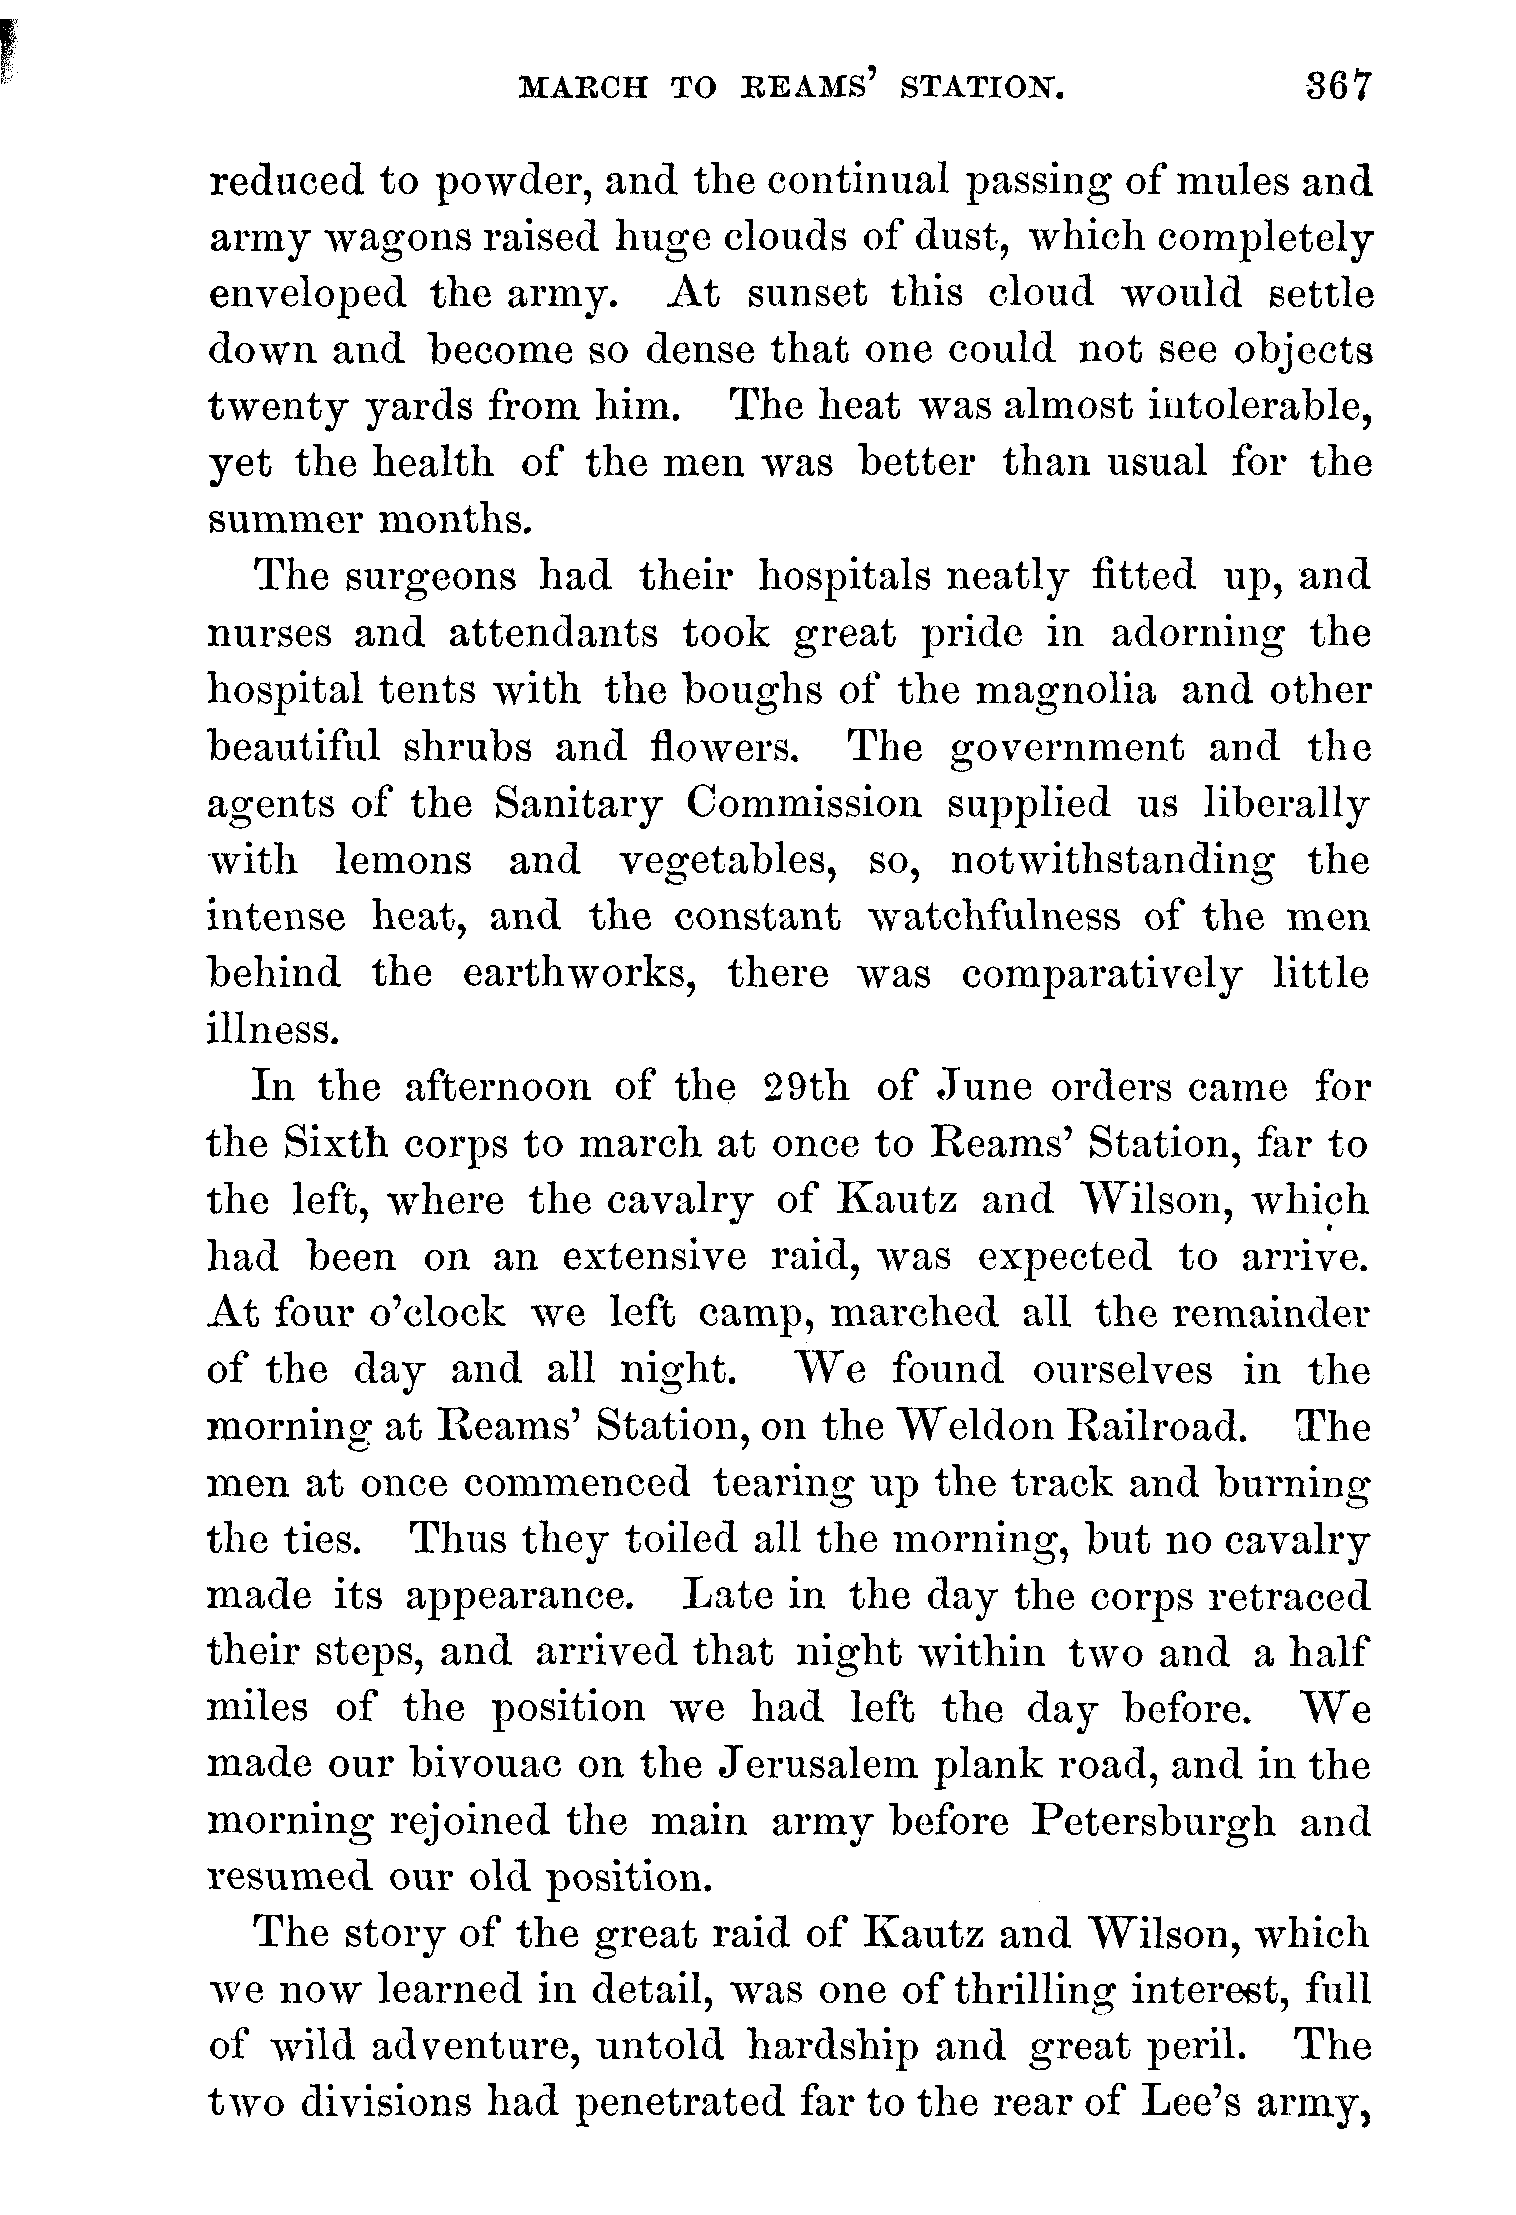 MARCH TO REAMS' STATION. 367
reduced to powder, and the continual passing of mules and
army wagons raised huge clouds of dust, which completely
enveloped the army. At sunset this cloud would settle
down and become so dense that one could not see objects
twenty yards from him. The heat was almost intolerable,
yet the health of the men was better than usual for the
summer months.
The surgeons had their hospitals neatly fitted up, and
nurses and attendants took great pride in adorning the
hospital tents with the boughs of the magnolia and other
beautiful shrubs and flowers. The government and the
agents of the Sanitary Commission supplied us liberally
with lemons and vegetables, so, notwithstanding the
intense heat, and the constant watchfulness of the men
behind the earthworks, there was comparatively little
illness.
In the afternoon of the 29th of June orders came for
the Sixth corps to march at once to Reams' Station, far to
the left, where the cavalry of Kautz and Wilson, which
had been on an extensive raid, was expected to arrive.
At four o'clock we left camp, marched all the remainder
of the day and all night. We found ourselves in the
morning at Reams' Station, on the Weldon Railroad. The
men at once commenced tearing up the track and burning
the ties. Thus they toiled all the morning, but no cavalry
made its appearance. Late in the day the corps retraced
their steps, and arrived that night within two and a half
miles of the position we had left the day before. We
made our bivouac on the Jerusalem plank road, and in the
morning rejoined the main army before Petersburgh and
resumed our old position.
The story of the great raid of Kautz and Wilson, which
we now learned in detail, was one of thrilling interest, full
of wild adventure, untold hardship and great peril. The
two divisions had penetrated far to the rear of Lee's army,